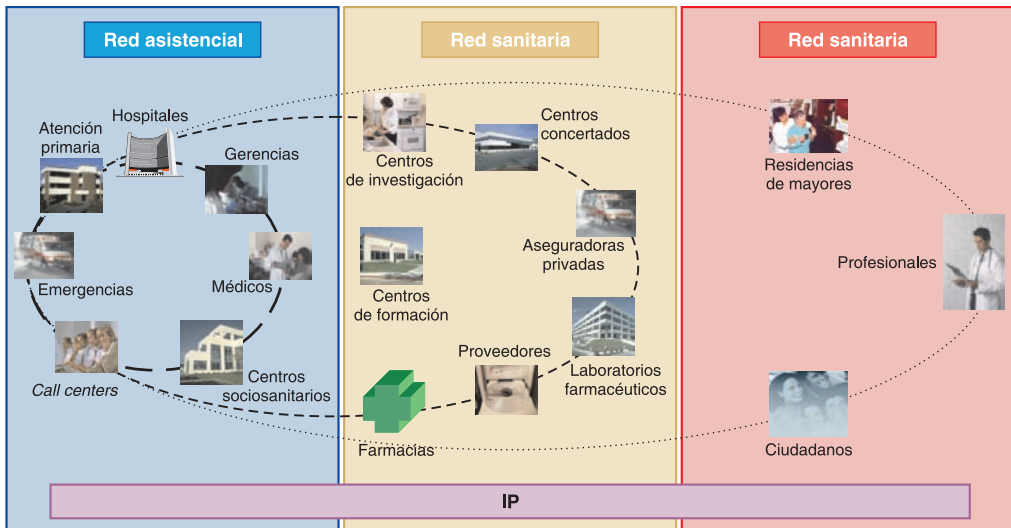 Red asistencial
Hospitales
Atención
primaria
Gerencias
Emergencias
Médicos
Call centers
Centros
sociosanitarios
Red sanitaria
Centros
de investigación
Centros
concertados
Aseguradoras
privadas
Centros
de formación
Proveedores
Laboratorios
farmacéuticos
Farmacias
Red sanitaria
Residencias
de mayores
Profesionales
Ciudadanos
IP